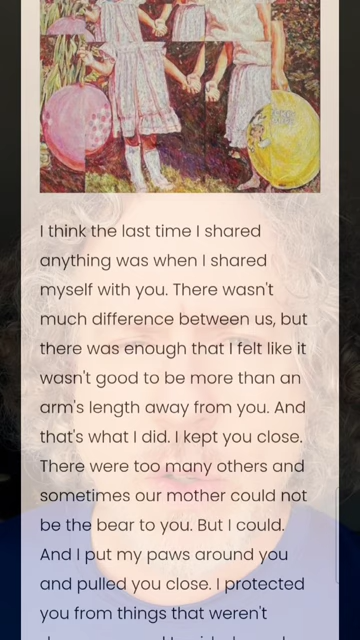 I think the last time I shared
anything was when I shared
myself with you. There wasn't
much difference between us, but
there was enough that I felt like it
wasn't good to be more than an
arm's length away from you. And
that's what I did. I kept you close.
There were too many others and
sometimes our mother could not
be the bear to you. But I could.
And I put my paws around you
and pulled you close. I protected
you from things that weren't